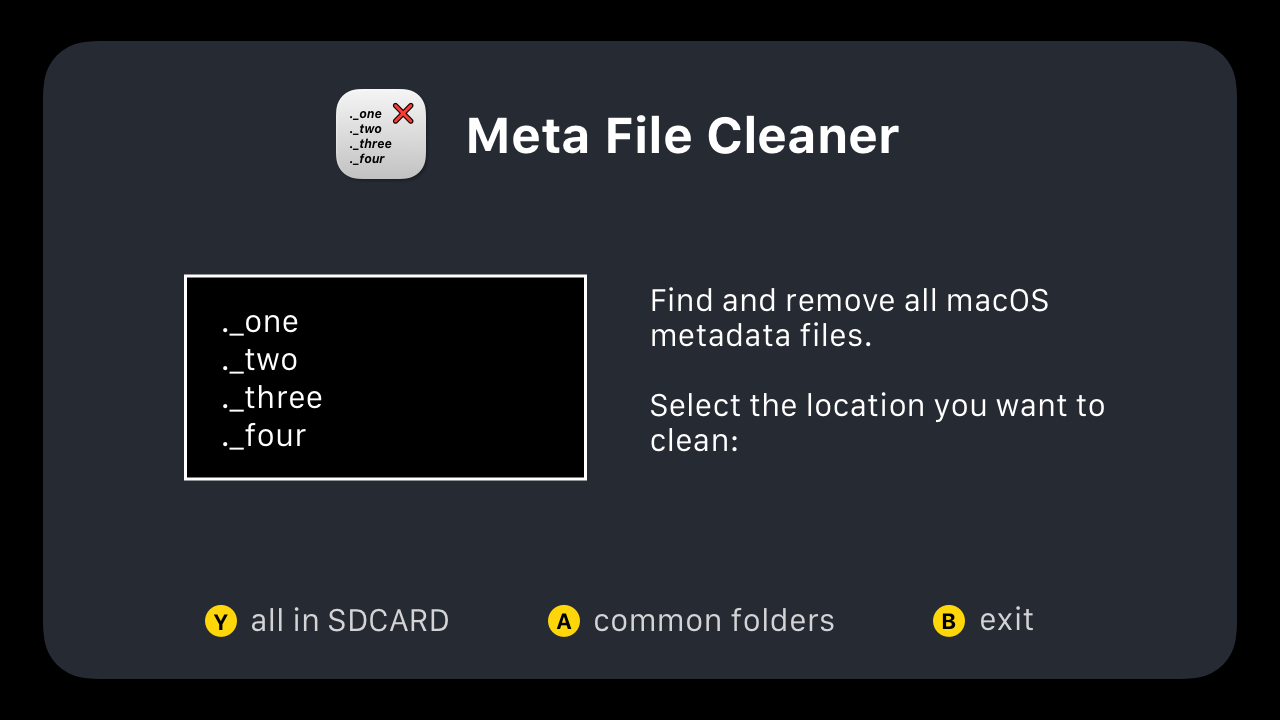 ._one
._two
._three
._four
Meta File Cleaner
._one
._two
._three
._four
Find and remove all macOS
metadata files.
Select the location you want to
clean:
Y all in SDCARD
A common folders
B exit